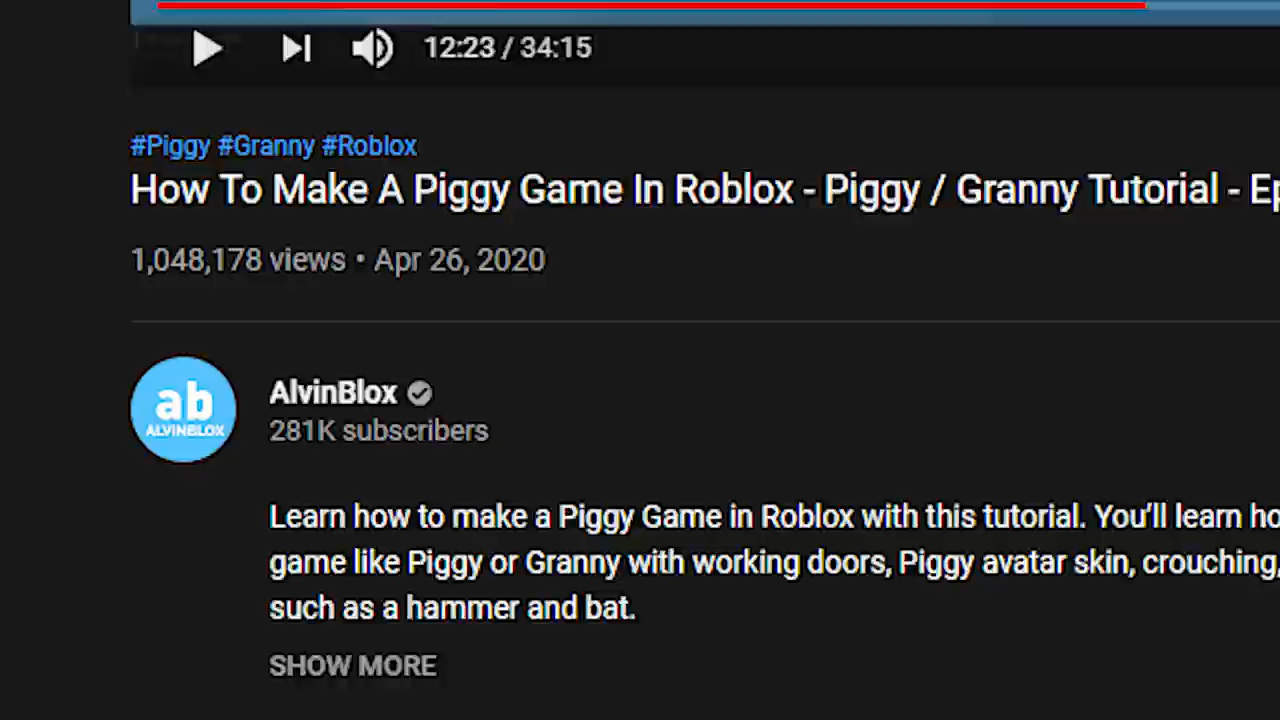 12:23 / 34:15
#Piggy #Granny #Roblox
How To Make A Piggy Game In Roblox - Piggy / Granny Tutorial - Ep
1,048,178 views • Apr 26, 2020
ab
ALVINBLOX
AlvinBlox
281K subscribers
Learn how to make a Piggy Game in Roblox with this tutorial. You'll learn ho
game like Piggy or Granny with working doors, Piggy avatar skin, crouching,
such as a hammer and bat.
SHOW MORE